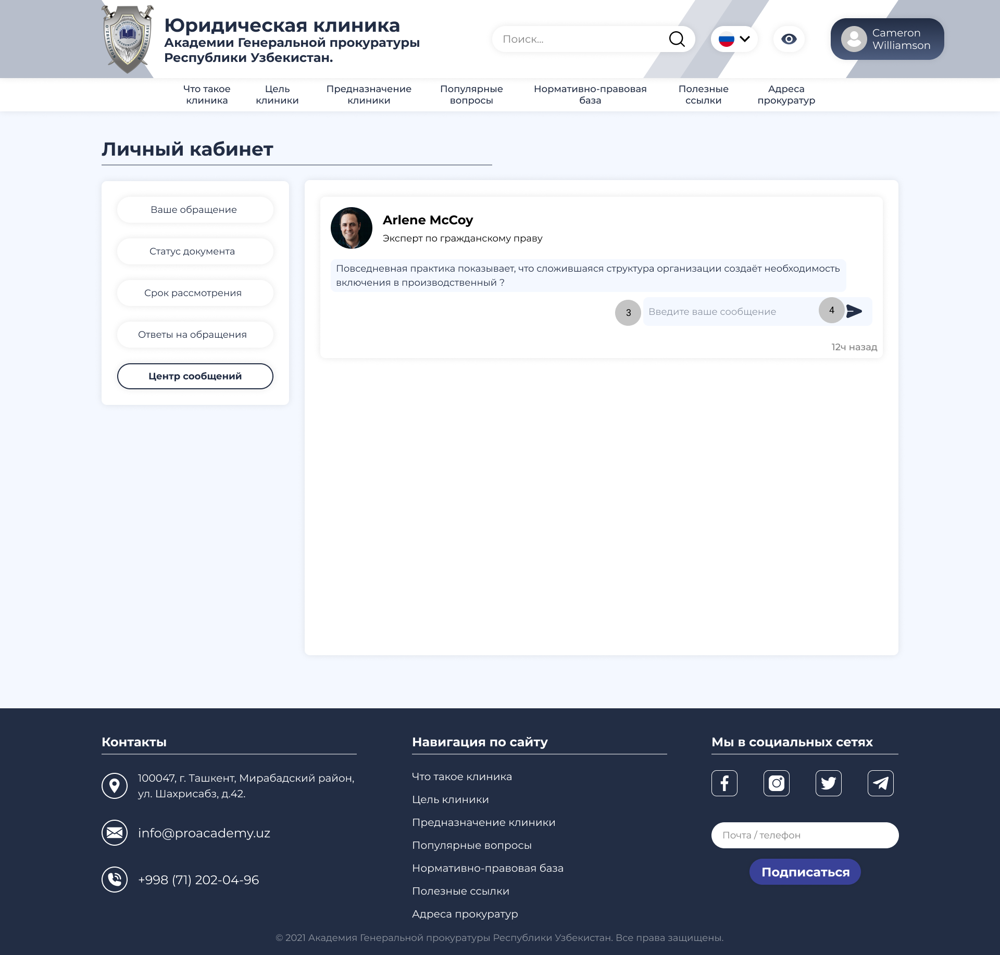 Юридическая клиника
Академии Генеральной прокуратуры
Республики Узбекистан.
Поиск...
Cameron
Williamson
Что такое
клиника
Цель
клиники
Предназначение
клиники
Популярные
вопросы
Нормативно-правовая
база
Полезные
ссылки
Адреса
прокуратур
Личный кабинет
Ваше обращение
Статус документа
Срок рассмотрения
Ответы на обращения
Центр сообщений
Arlene McCoy
Эксперт по гражданскому праву
Повседневная практика показывает, что сложившаяся структура организации создаёт необходимость
включения в производственный ?
3
Введите ваше сообщение
4
12ч назад
Контакты
100047, г. Ташкент, Мирабадский район,
ул. Шахрисабз, д.42.
info@proacademy.uz
+998 (71) 202-04-96
Навигация по сайту
Что такое клиника
Цель клиники
Предназначение клиники
Популярные вопросы
Нормативно-правовая база
Полезные ссылки
Адреса прокуратур
Мы в социальных сетях
Почта / телефон
Подписаться
© 2021 Академия Генеральной прокуратуры Республики Узбекистан. Все права защищены.